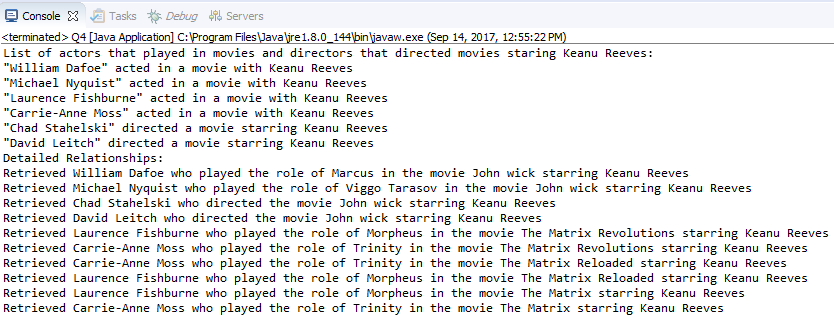 Console Tasks Debug Servers
<terminated> Q4 [Java Application] C:\Program Files\Java\jre1.8.0_144\bin\javaw.exe (Sep 14, 2017, 12:55:22 PM)
List of actors that played in movies and directors that directed movies staring Keanu Reeves:
"William Dafoe" acted in a movie with Keanu Reeves
"Michael Nyquist" acted in a movie with Keanu Reeves
"Laurence Fishburne" acted in a movie with Keanu Reeves
"Carrie-Anne Moss" acted in a movie with Keanu Reeves
"Chad Stahelski" directed a movie starring Keanu Reeves
"David Leitch" directed a movie starring Keanu Reeves
Detailed Relationships:
Retrieved William Dafoe who played the role of Marcus in the movie John wick starring Keanu Reeves
Retrieved Michael Nyquist who played the role of Viggo Tarasov in the movie John wick starring Keanu Reeves
Retrieved Chad Stahelski who directed the movie John wick starring Keanu Reeves
Retrieved David Leitch who directed the movie John wick starring Keanu Reeves
Retrieved Laurence Fishburne who played the role of Morpheus in the movie The Matrix Revolutions starring Keanu Reeves
Retrieved Carrie-Anne Moss who played the role of Trinity in the movie The Matrix Revolutions starring Keanu Reeves
Retrieved Carrie-Anne Moss who played the role of Trinity in the movie The Matrix Reloaded starring Keanu Reeves
Retrieved Laurence Fishburne who played the role of Morpheus in the movie The Matrix Reloaded starring Keanu Reeves
Retrieved Laurence Fishburne who played the role of Morpheus in the movie The Matrix starring Keanu Reeves
Retrieved Carrie-Anne Moss who played the role of Trinity in the movie The Matrix starring Keanu Reeves